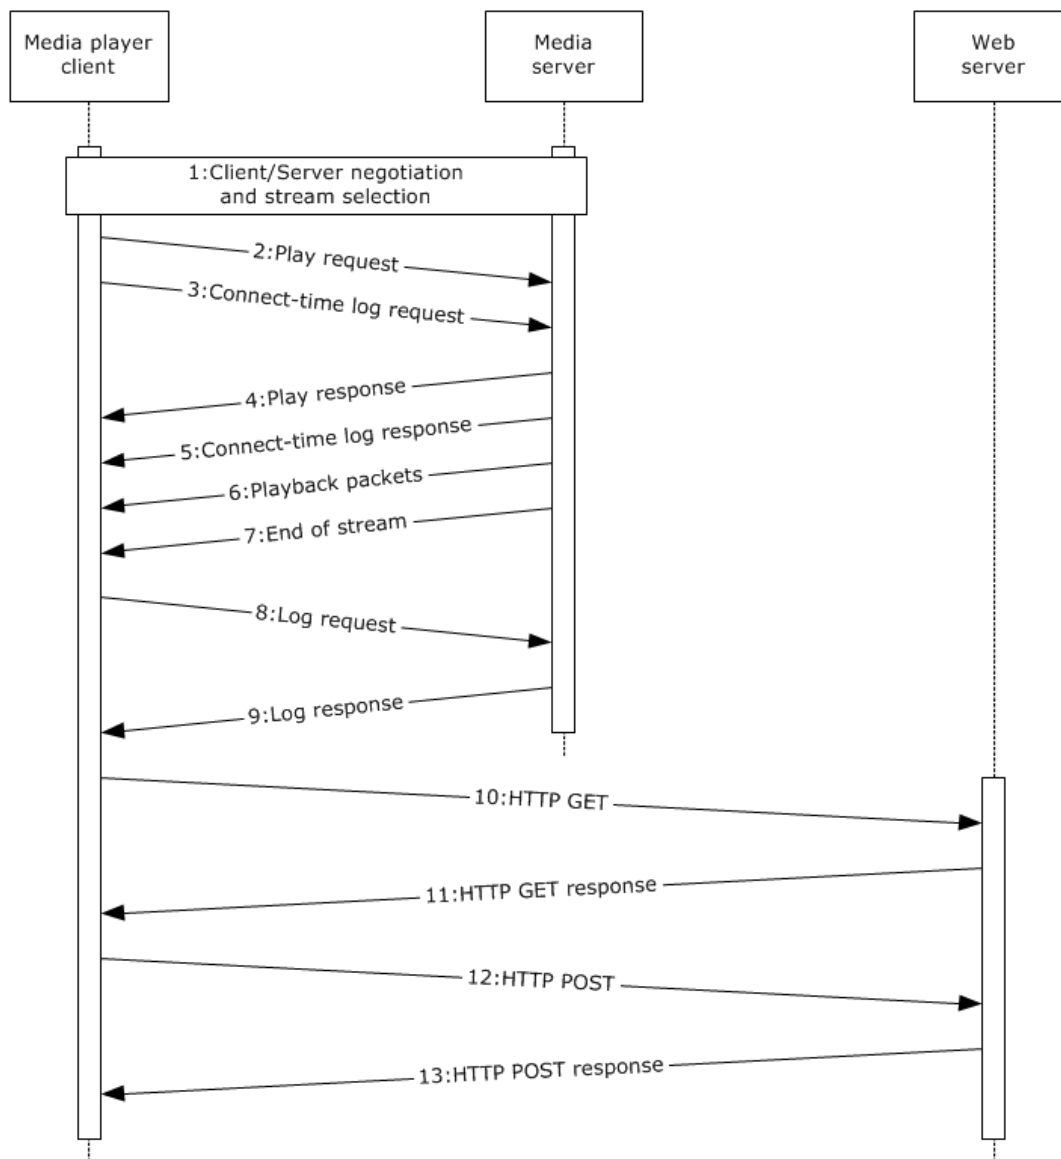 Media player
client
Media
server
Web
server
1:Client/Server negotiation
and stream selection
2:Play request
3:Connect-time log request
4:Play response
5:Connect-time log response
6:Playback packets
7:End of stream
8:Log request
9:Log response
10:HTTP GET
11:HTTP GET response
12:HTTP POST
13:HTTP POST response